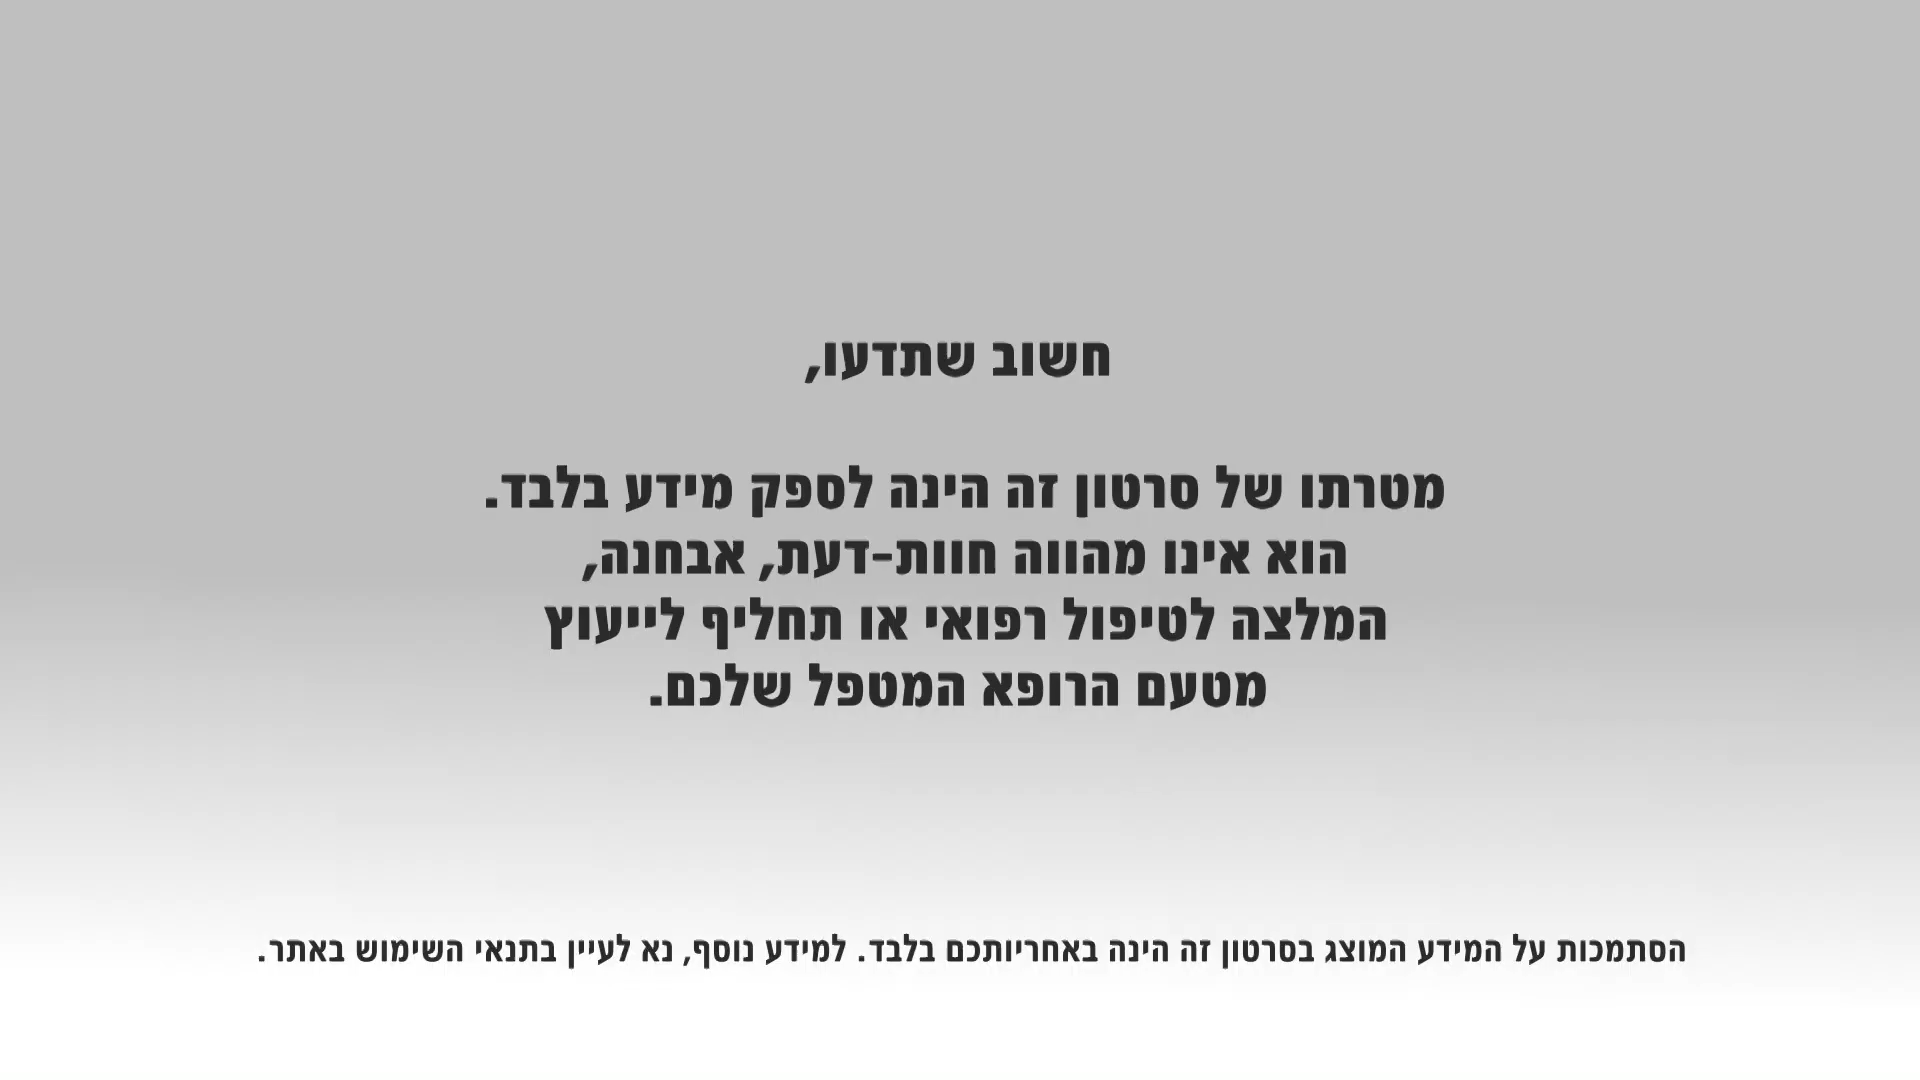 חשוב שתדעו,
מטרתו של סרטון זה הינה לספק מידע בלבד.
הוא אינו מהווה חוות-דעת, אבחנה,
המלצה לטיפול רפואי או תחליף לייעוץ
מטעם הרופא המטפל שלכם.
הסתמכות על המידע המוצג בסרטון זה הינה באחריותכם בלבד. למידע נוסף, נא לעיין בתנאי השימוש באתר.